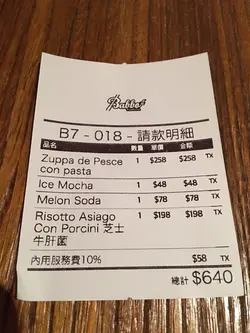 Babbo
B7 - 018 - 請款明細
品名 數量 單價 金額
Zuppa de Pesce 1 $258 $258 TX
con pasta
Ice Mocha 1 $48 $48 TX
Melon Soda 1 $78 $78 TX
Risotto Asiago 1 $198 $198 TX
Con Porcini 芝士
牛肝菌
內用服務費10% $58 TX
總計 $640